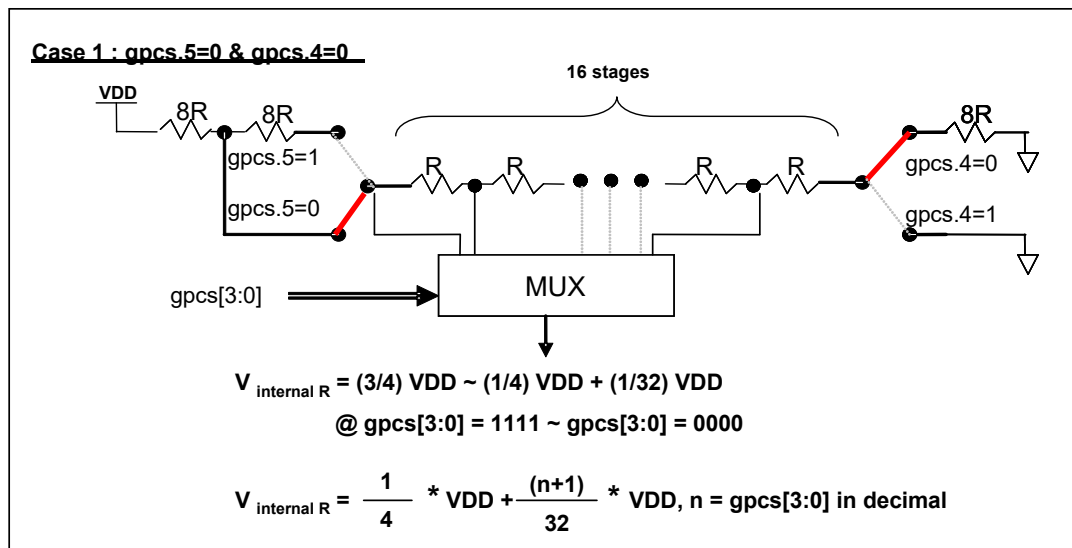 Case 1 : gpcs.5=0 & gpcs.4=0
16 stages
VDD
8R
8R
8R
gpcs.5=1
R
R
R
R
gpcs.4=0
gpcs.5=0
gpcs.4=1
MUX
gpcs[3:0]
V internal R = (3/4) VDD ~ (1/4) VDD + (1/32) VDD
@ gpcs[3:0] = 1111 ~ gpcs[3:0] = 0000
V internal R = 1/4 * VDD + (n+1)/32 * VDD, n = gpcs[3:0] in decimal